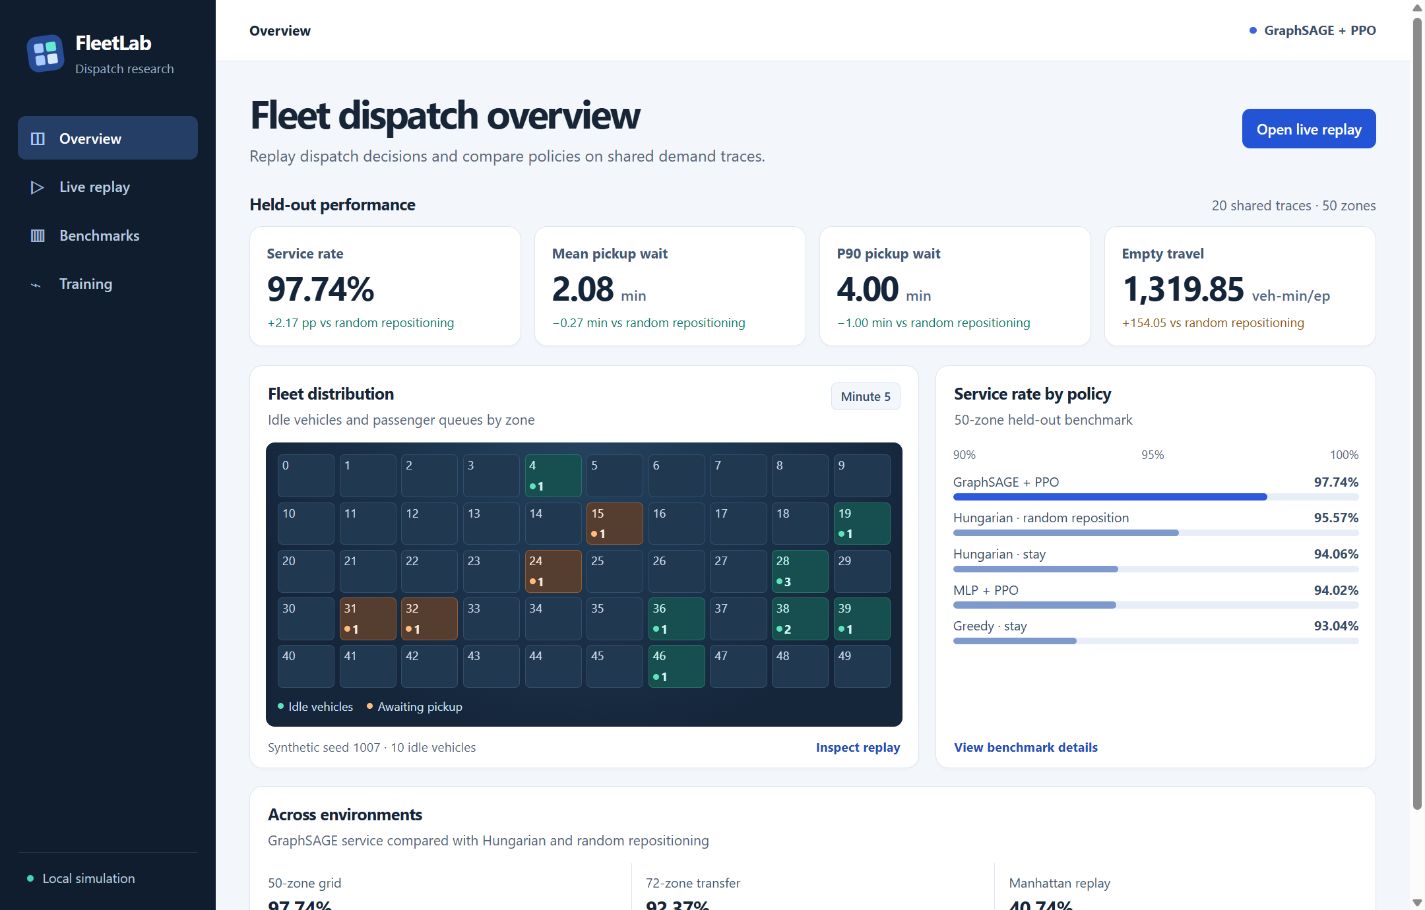 FleetLab
Dispatch research
Overview
Live replay
Benchmarks
Training
Local simulation
Overview
GraphSAGE + PPO
Fleet dispatch overview
Replay dispatch decisions and compare policies on shared demand traces.
Open live replay
Held-out performance
20 shared traces · 50 zones
Service rate
97.74%
+2.17 pp vs random repositioning
Mean pickup wait
2.08 min
−0.27 min vs random repositioning
P90 pickup wait
4.00 min
−1.00 min vs random repositioning
Empty travel
1,319.85 veh-min/ep
+154.05 vs random repositioning
Fleet distribution
Minute 5
Idle vehicles and passenger queues by zone
0 1 2 3 4 5 6 7 8 9
1
10 11 12 13 14 15 16 17 18 19
1 1
20 21 22 23 24 25 26 27 28 29
1 3
30 31 32 33 34 35 36 37 38 39
1 1 1 2 1
40 41 42 43 44 45 46 47 48 49
1
Idle vehicles Awaiting pickup
Synthetic seed 1007 · 10 idle vehicles
Inspect replay
Service rate by policy
50-zone held-out benchmark
90% 95% 100%
GraphSAGE + PPO 97.74%
Hungarian · random reposition 95.57%
Hungarian · stay 94.06%
MLP + PPO 94.02%
Greedy · stay 93.04%
View benchmark details
Across environments
GraphSAGE service compared with Hungarian and random repositioning
50-zone grid
97.74%
72-zone transfer
92.37%
Manhattan replay
40.74%